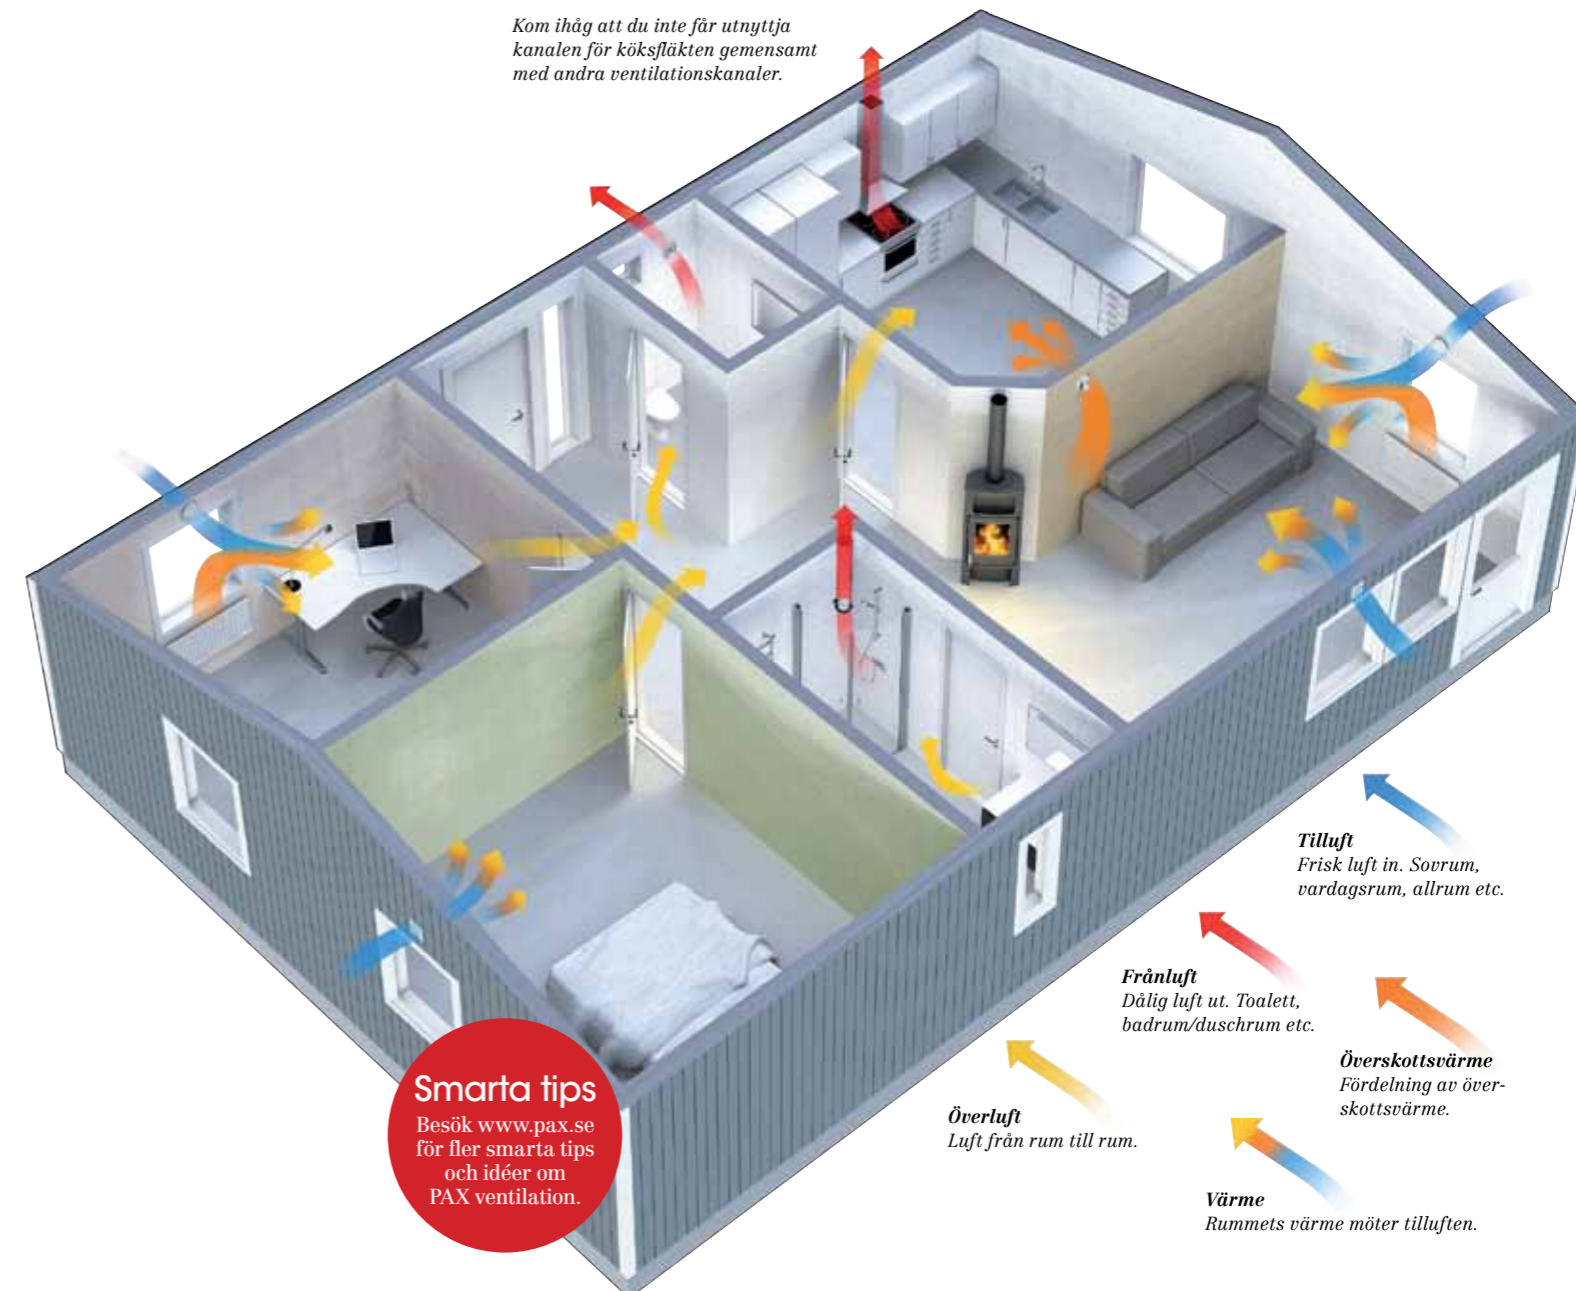 Kom ihåg att du inte får utnyttja
kanalen för köksfläkten gemensamt
med andra ventilationskanaler.
Tilluft
Frisk luft in. Sovrum,
vardagsrum, allrum etc.
Frånluft
Dålig luft ut. Toalett,
badrum/duschrum etc.
Överskottsvärme
Fördelning av över-
skottsvärme.
Överluft
Luft från rum till rum.
Värme
Rummets värme möter tilluften.
Smarta tips
Besök www.pax.se
för fler smarta tips
och idéer om
PAX ventilation.